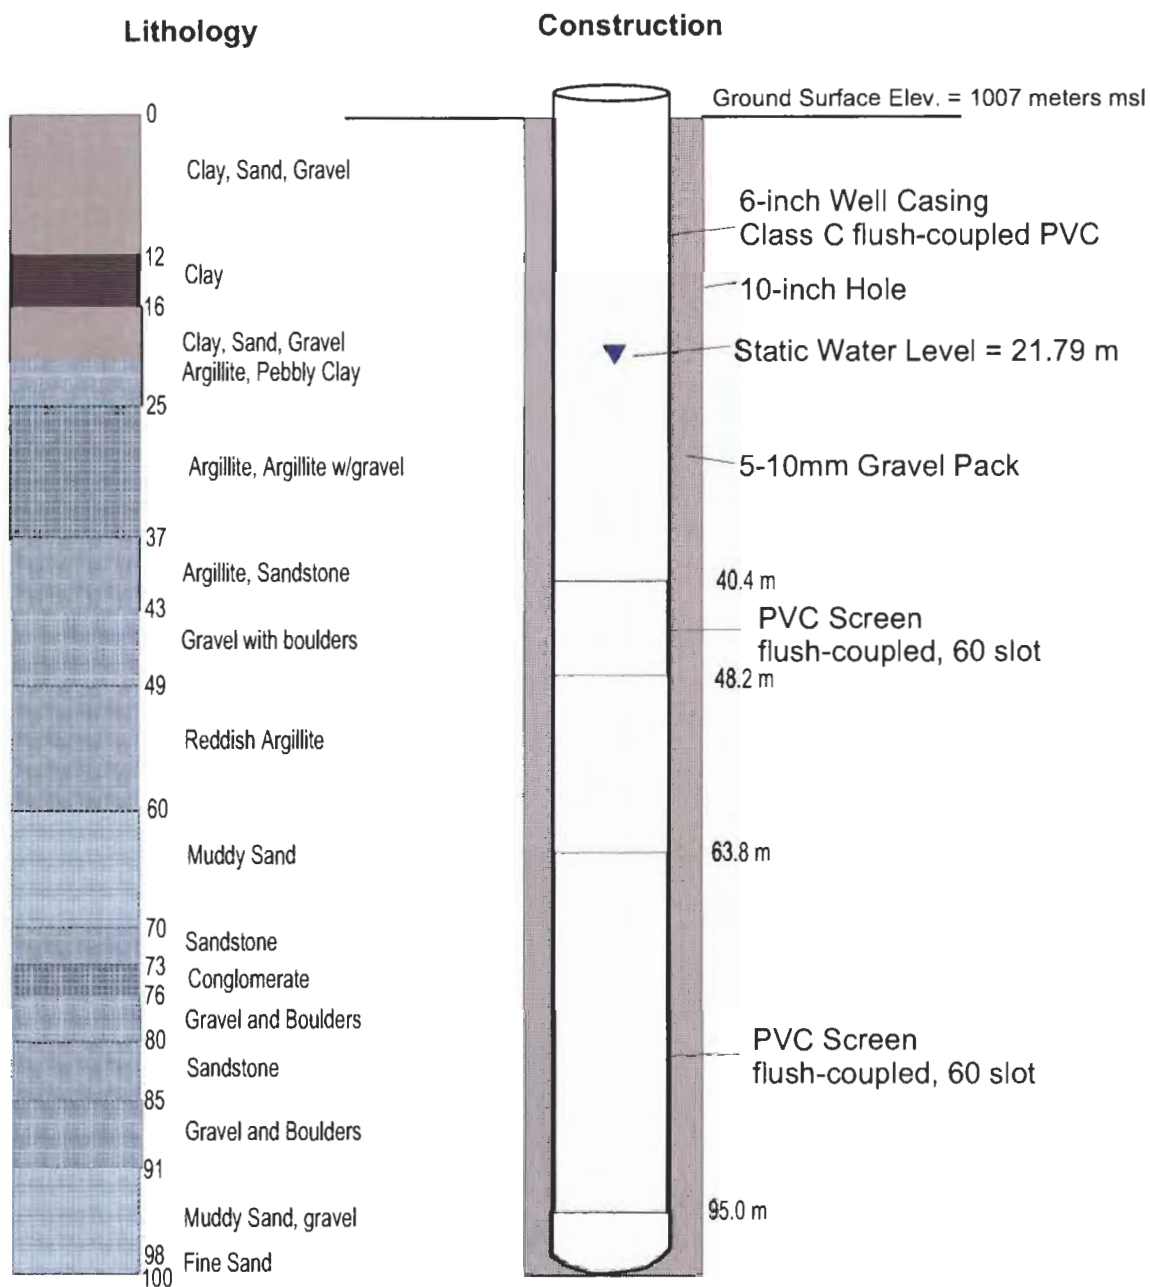 Lithology
Construction
Ground Surface Elev. = 1007 meters msl
0
Clay, Sand, Gravel
12
Clay
16
Clay, Sand, Gravel
Argillite, Pebbly Clay
25
Argillite, Argillite w/gravel
37
Argillite, Sandstone
43
Gravel with boulders
49
Reddish Argillite
60
Muddy Sand
70
Sandstone
73
Conglomerate
76
Gravel and Boulders
80
Sandstone
85
Gravel and Boulders
91
Muddy Sand, gravel
98
Fine Sand
100
6-inch Well Casing
Class C flush-coupled PVC
10-inch Hole
Static Water Level = 21.79 m
5-10mm Gravel Pack
40.4 m
PVC Screen
flush-coupled, 60 slot
48.2 m
63.8 m
PVC Screen
flush-coupled, 60 slot
95.0 m